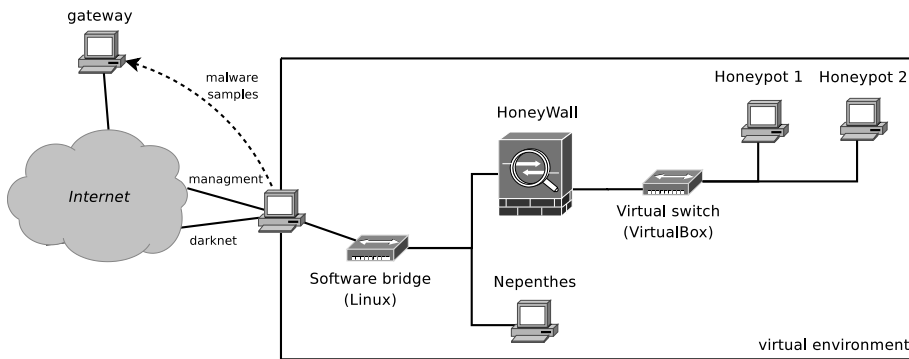 gateway
malware
samples
Honeypot 1
Honeypot 2
HoneyWall
managment
Internet
darknet
Virtual switch
(VirtualBox)
Software bridge
(Linux)
Nepenthes
virtual environment